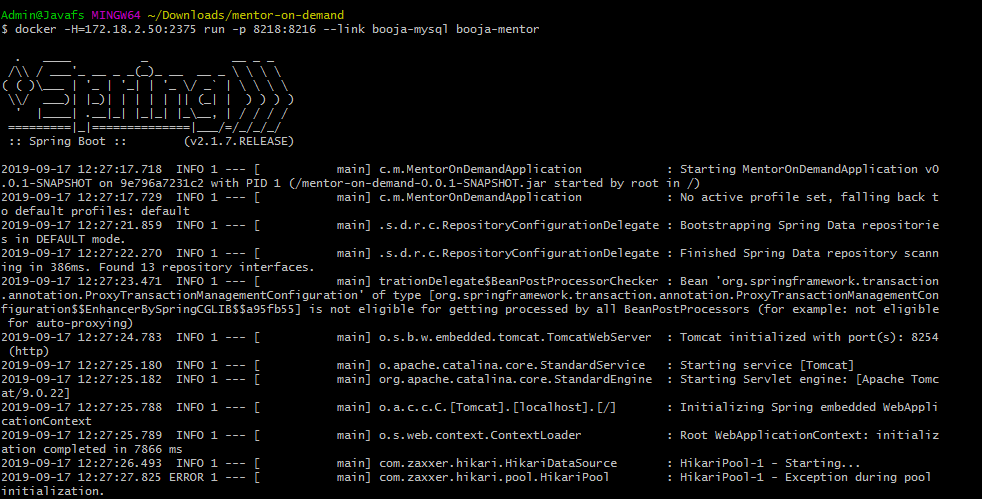 Admin@Javafs MINGW64 ~/Downloads/mentor-on-demand
$ docker -H=172.18.2.50:2375 run -p 8218:8216 --link booja-mysql booja-mentor
  .   ____          _            __ _ _
 /\\ / ___'_ __ _ _(_)_ __  __ _ \ \ \ \
( ( )\___ | '_ | '_| | '_ \/ _` | \ \ \ \
 \\/  ___)| |_)| | | | | || (_| |  ) ) ) )
  '  |____| .__|_| |_|_| |_\__, | / / / /
 =========|_|==============|___/=/_/_/_/
 :: Spring Boot ::        (v2.1.7.RELEASE)
2019-09-17 12:27:17.718  INFO 1 --- [           main] c.m.MentorOnDemandApplication            : Starting MentorOnDemandApplication v0
.0.1-SNAPSHOT on 9e796a7231c2 with PID 1 (/mentor-on-demand-0.0.1-SNAPSHOT.jar started by root in /)
2019-09-17 12:27:17.729  INFO 1 --- [           main] c.m.MentorOnDemandApplication            : No active profile set, falling back t
o default profiles: default
2019-09-17 12:27:21.859  INFO 1 --- [           main] .s.d.r.c.RepositoryConfigurationDelegate : Bootstrapping Spring Data repositorie
s in DEFAULT mode.
2019-09-17 12:27:22.270  INFO 1 --- [           main] .s.d.r.c.RepositoryConfigurationDelegate : Finished Spring Data repository scann
ing in 386ms. Found 13 repository interfaces.
2019-09-17 12:27:23.471  INFO 1 --- [           main] trationDelegate$BeanPostProcessorChecker : Bean 'org.springframework.transaction
.annotation.ProxyTransactionManagementConfiguration' of type [org.springframework.transaction.annotation.ProxyTransactionManagementCon
figuration$$EnhancerBySpringCGLIB$$a95fb55] is not eligible for getting processed by all BeanPostProcessors (for example: not eligible
 for auto-proxying)
2019-09-17 12:27:24.783  INFO 1 --- [           main] o.s.b.w.embedded.tomcat.TomcatWebServer  : Tomcat initialized with port(s): 8254
 (http)
2019-09-17 12:27:25.180  INFO 1 --- [           main] o.apache.catalina.core.StandardService   : Starting service [Tomcat]
2019-09-17 12:27:25.182  INFO 1 --- [           main] org.apache.catalina.core.StandardEngine  : Starting Servlet engine: [Apache Tomc
at/9.0.22]
2019-09-17 12:27:25.788  INFO 1 --- [           main] o.a.c.c.C.[Tomcat].[localhost].[/]       : Initializing Spring embedded WebAppli
cationContext
2019-09-17 12:27:25.789  INFO 1 --- [           main] o.s.web.context.ContextLoader            : Root WebApplicationContext: initializ
ation completed in 7866 ms
2019-09-17 12:27:26.493  INFO 1 --- [           main] com.zaxxer.hikari.HikariDataSource       : HikariPool-1 - Starting...
2019-09-17 12:27:27.825 ERROR 1 --- [           main] com.zaxxer.hikari.pool.HikariPool        : HikariPool-1 - Exception during pool
initialization.